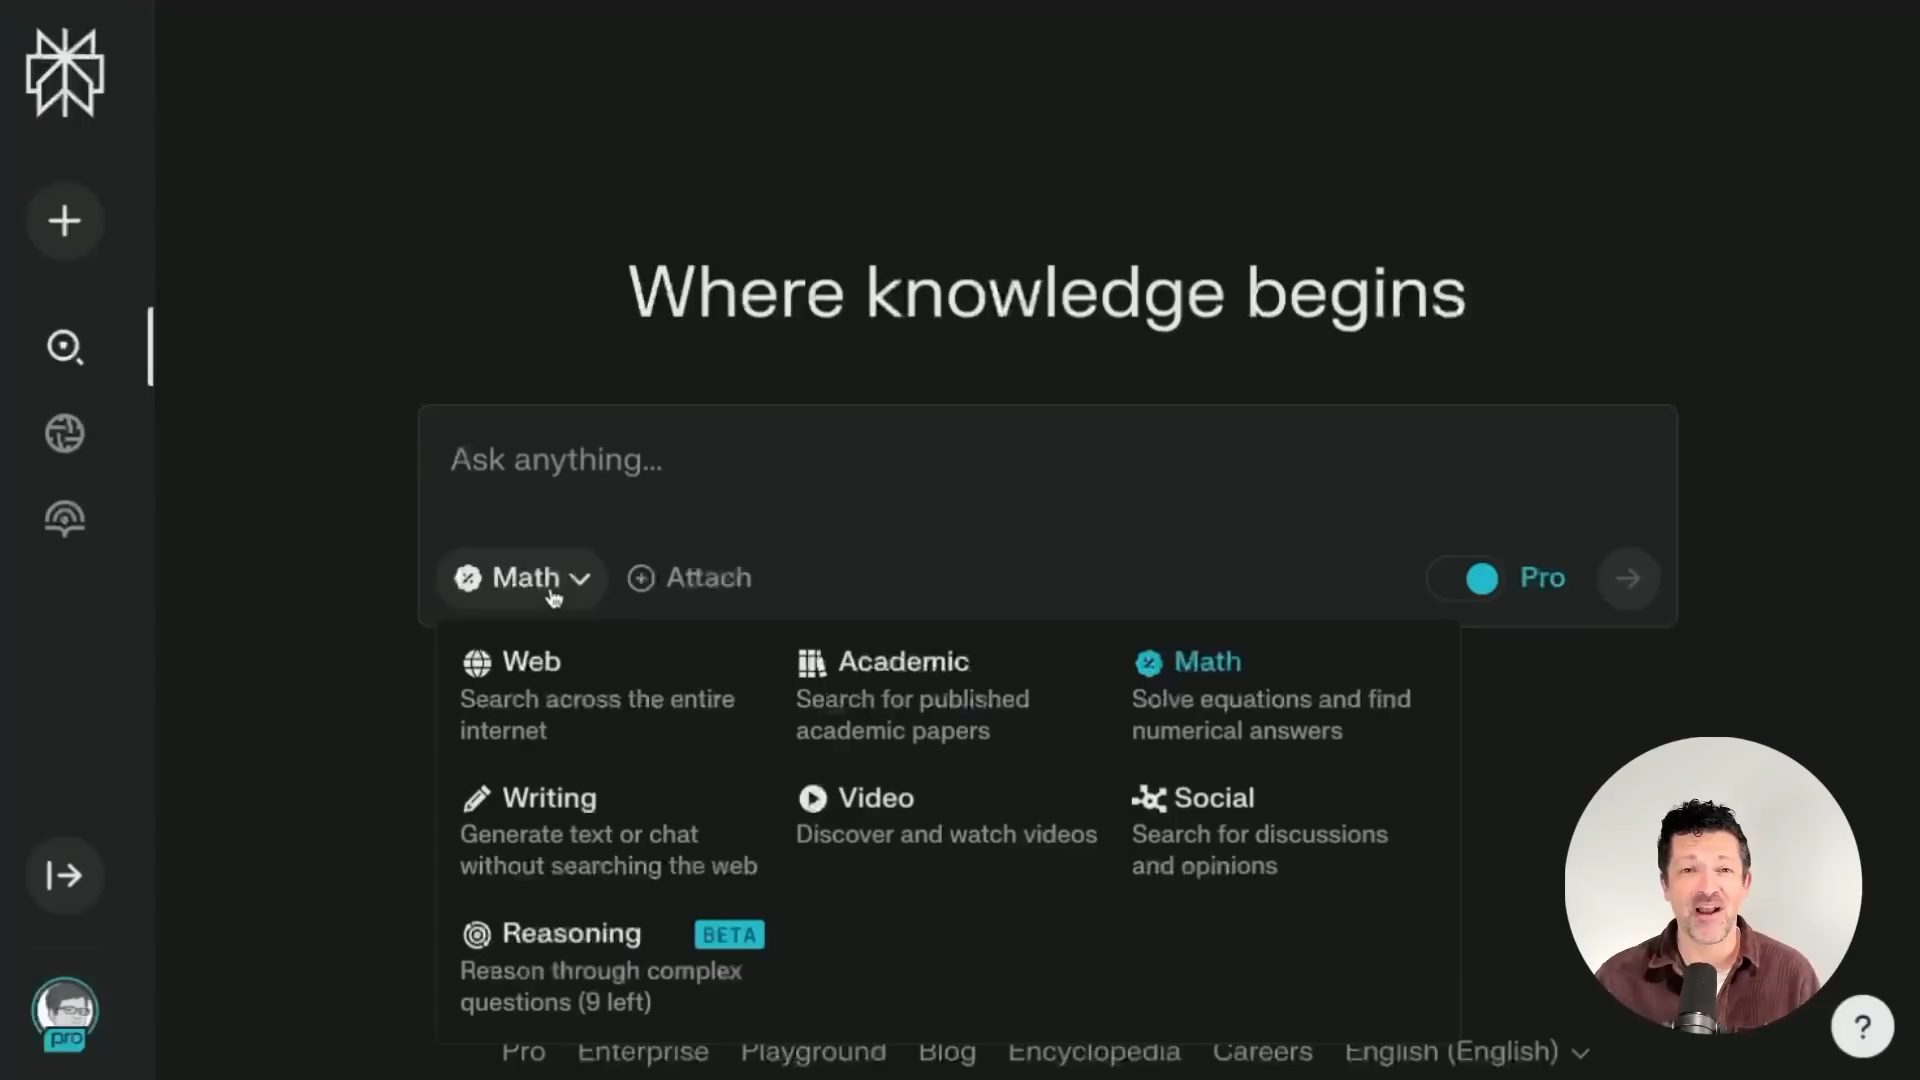 Where knowledge begins
Ask anything...
Math
Attach
Pro
Web
Search across the entire
internet
Academic
Search for published
academic papers
Math
Solve equations and find
numerical answers
Writing
Generate text or chat
without searching the web
Video
Discover and watch videos
Social
Search for discussions
and opinions
Reasoning BETA
Reason through complex
questions (9 left)
pro
?
Pro Enterprise Playground Blog Encyclopedia Careers English (English)